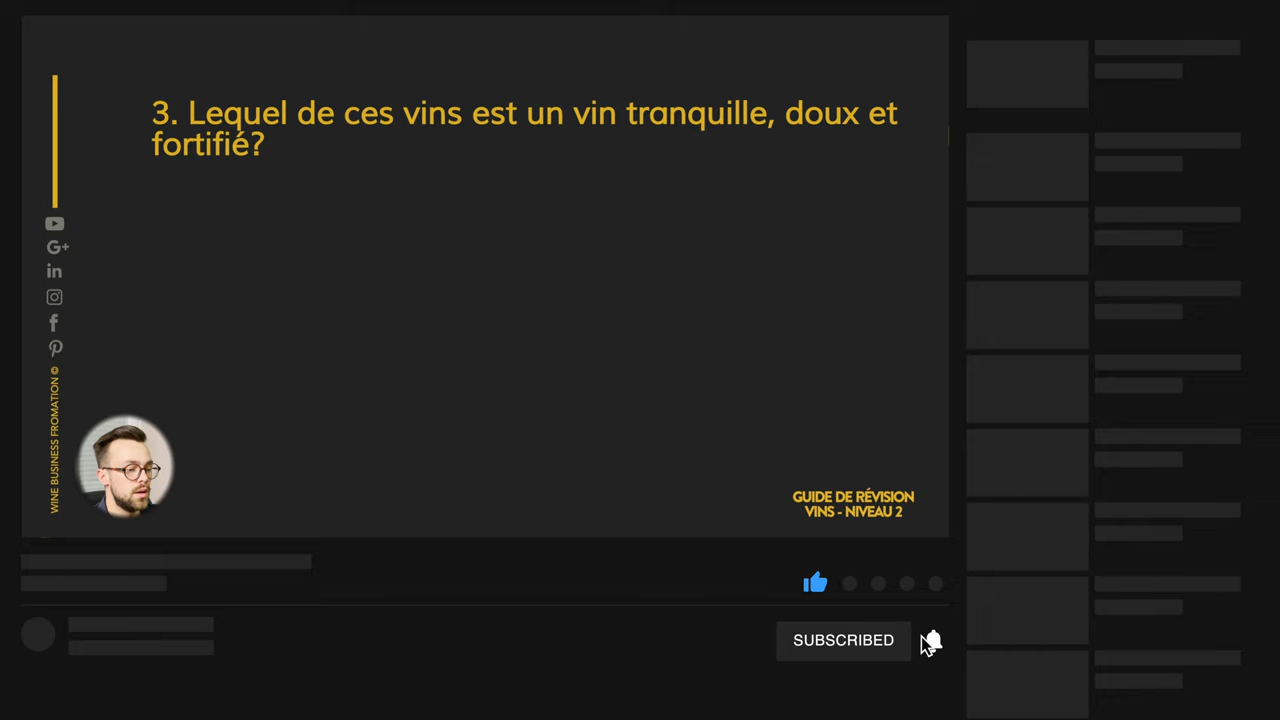 3. Lequel de ces vins est un vin tranquille, doux et
fortifié?
WINE BUSINESS FROMATION ©
GUIDE DE RÉVISION
VINS - NIVEAU 2
SUBSCRIBED